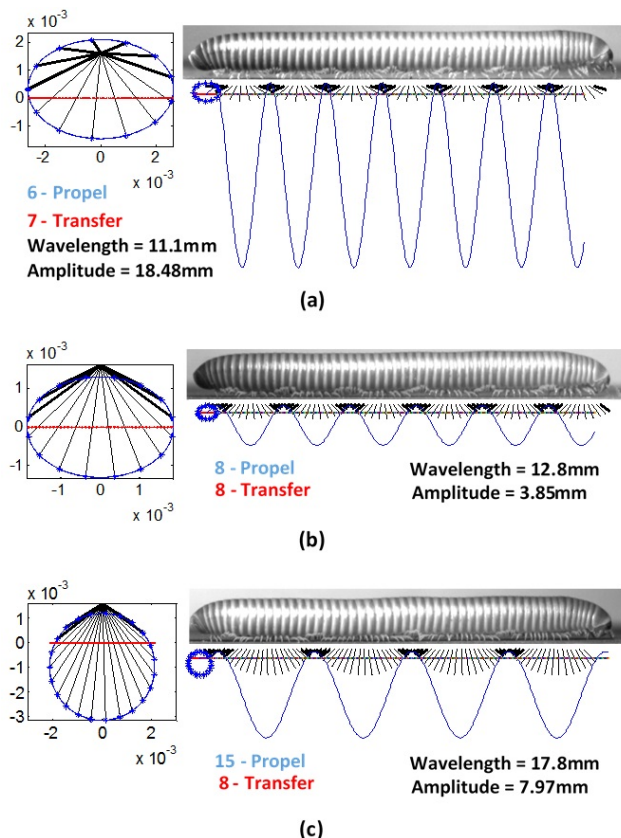 x 10⁻³
2
1
0
-1
-2 0 2
x 10⁻³
6 - Propel
7 - Transfer
Wavelength = 11.1mm
Amplitude = 18.48mm
(a)
x 10⁻³
1
0
-1
-1 0 1
x 10⁻³
8 - Propel
8 - Transfer
Wavelength = 12.8mm
Amplitude = 3.85mm
(b)
x 10⁻³
1
0
-1
-2
-3
-2 0 2
x 10⁻³
15 - Propel
8 - Transfer
Wavelength = 17.8mm
Amplitude = 7.97mm
(c)